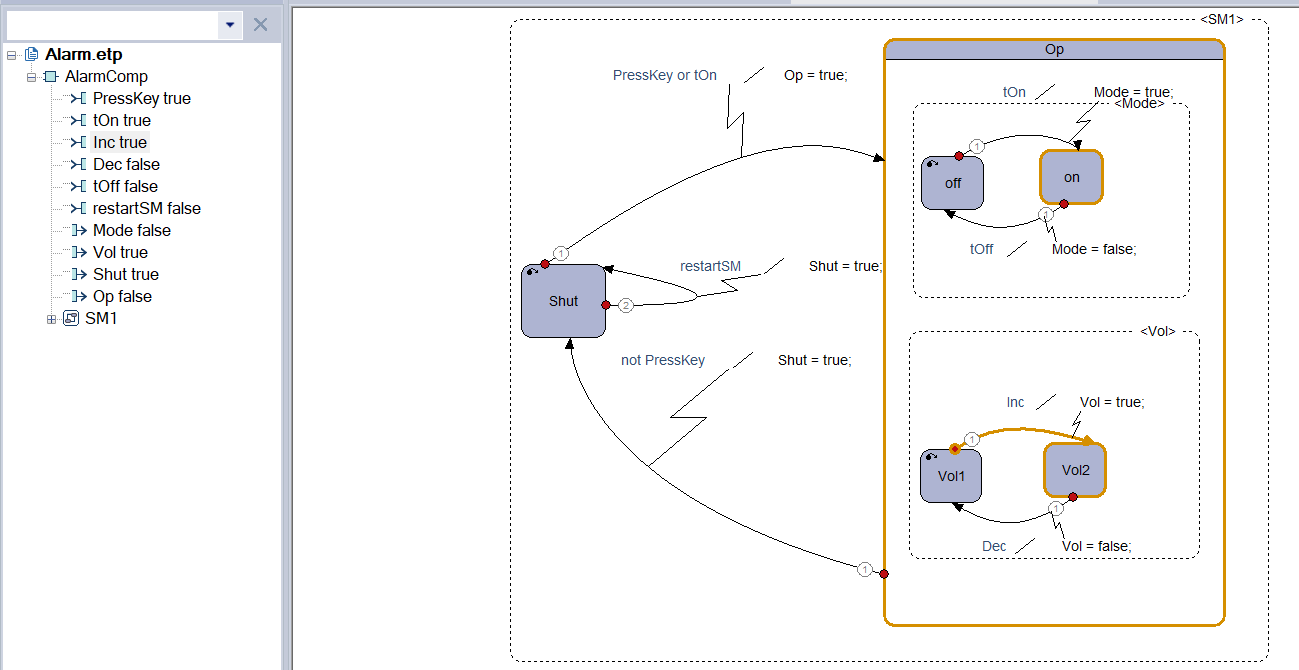 Alarm.etp
AlarmComp
PressKey true
tOn true
Inc true
Dec false
tOff false
restartSM false
Mode false
Vol true
Shut true
Op false
SM1
<SM1>
Op
PressKey or tOn Op = true;
tOn Mode = true;
<Mode>
1
off
on
1
tOff Mode = false;
1
restartSM Shut = true;
Shut
2
<Vol>
not PressKey Shut = true;
Inc Vol = true;
1
Vol1
Vol2
1
Dec Vol = false;
1